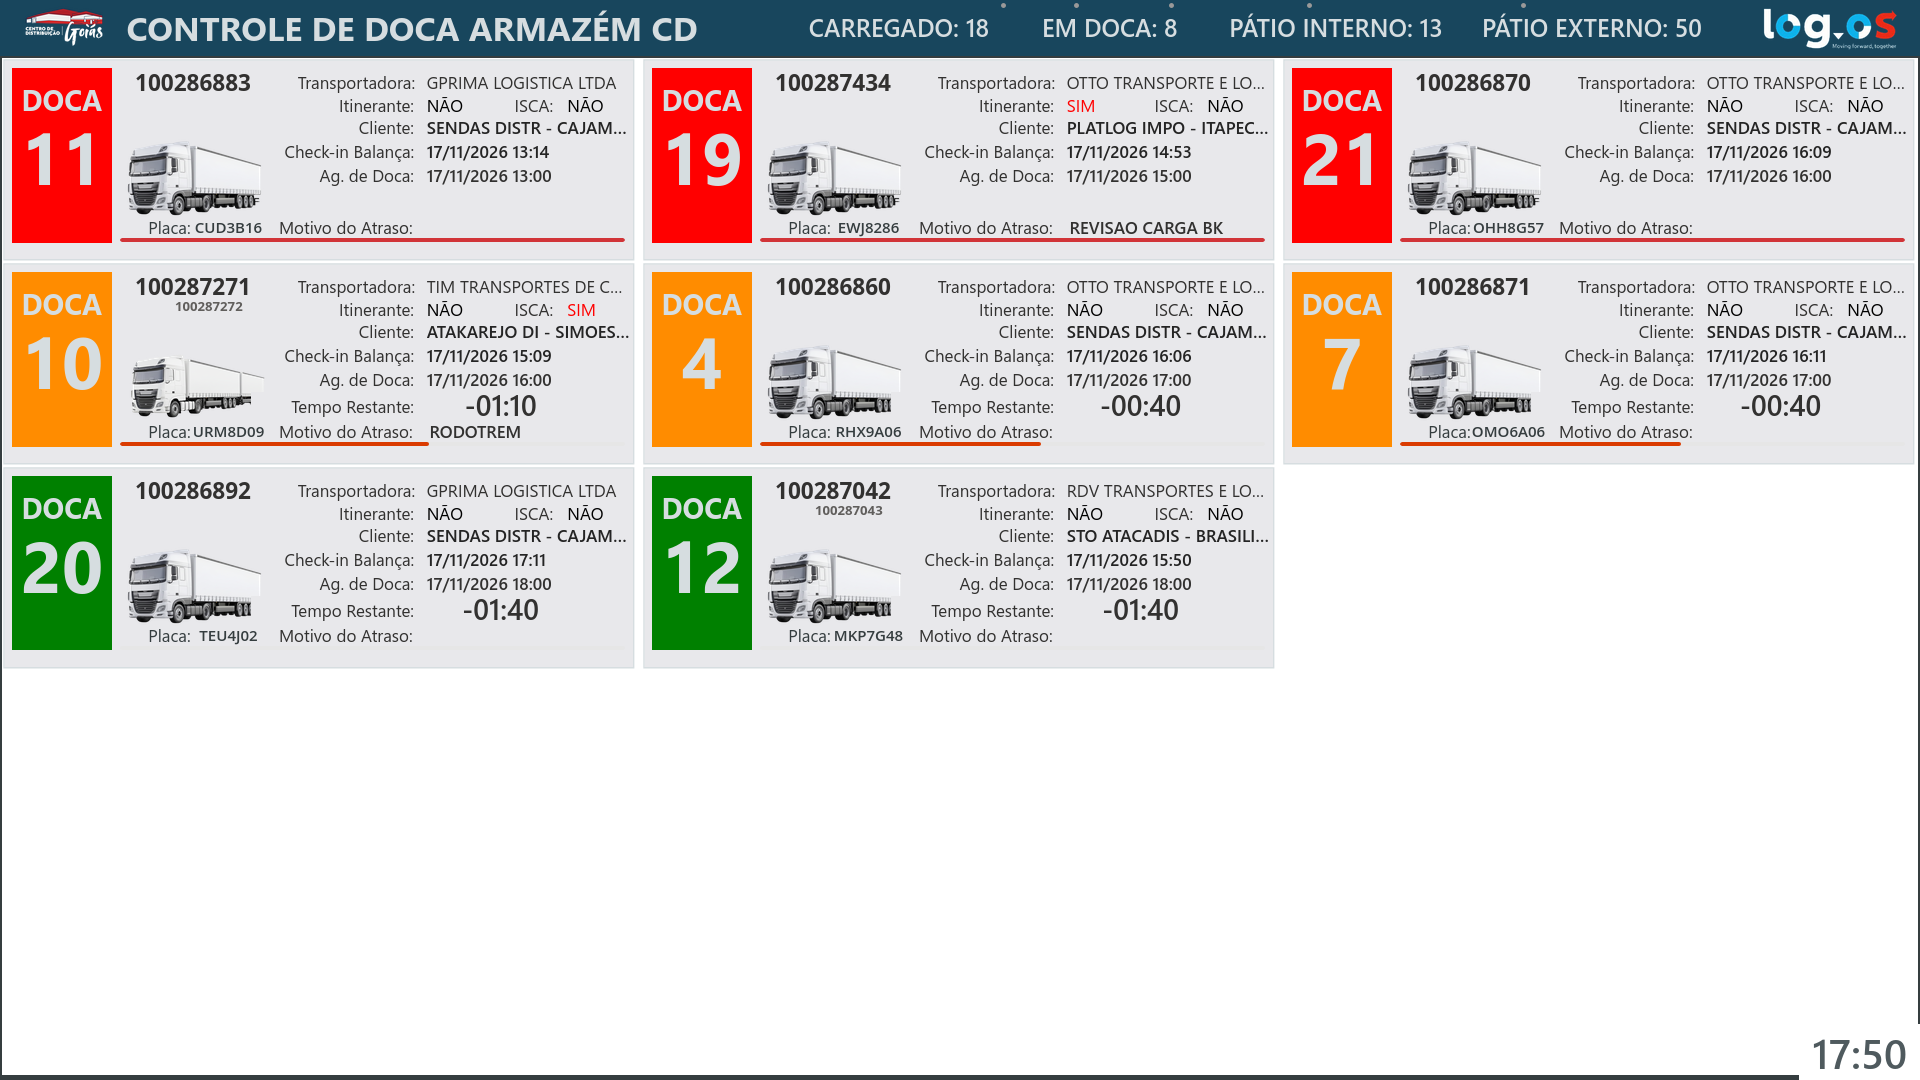 CENTRO DE DISTRIBUIÇÃO Goiás
CONTROLE DE DOCA ARMAZÉM CD
CARREGADO: 18
EM DOCA: 8
PÁTIO INTERNO: 13
PÁTIO EXTERNO: 50
log.os
Moving forward, together
DOCA
11
100286883
Transportadora: GPRIMA LOGISTICA LTDA
Itinerante: NÃO ISCA: NÃO
Cliente: SENDAS DISTR - CAJAM...
Check-in Balança: 17/11/2026 13:14
Ag. de Doca: 17/11/2026 13:00
Placa: CUD3B16 Motivo do Atraso:
DOCA
19
100287434
Transportadora: OTTO TRANSPORTE E LO...
Itinerante: SIM ISCA: NÃO
Cliente: PLATLOG IMPO - ITAPEC...
Check-in Balança: 17/11/2026 14:53
Ag. de Doca: 17/11/2026 15:00
Placa: EWJ8286 Motivo do Atraso: REVISAO CARGA BK
DOCA
21
100286870
Transportadora: OTTO TRANSPORTE E LO...
Itinerante: NÃO ISCA: NÃO
Cliente: SENDAS DISTR - CAJAM...
Check-in Balança: 17/11/2026 16:09
Ag. de Doca: 17/11/2026 16:00
Placa: OHH8G57 Motivo do Atraso:
DOCA
10
100287271
100287272
Transportadora: TIM TRANSPORTES DE C...
Itinerante: NÃO ISCA: SIM
Cliente: ATAKAREJO DI - SIMOES...
Check-in Balança: 17/11/2026 15:09
Ag. de Doca: 17/11/2026 16:00
Tempo Restante: -01:10
Placa: URM8D09 Motivo do Atraso: RODOTREM
DOCA
4
100286860
Transportadora: OTTO TRANSPORTE E LO...
Itinerante: NÃO ISCA: NÃO
Cliente: SENDAS DISTR - CAJAM...
Check-in Balança: 17/11/2026 16:06
Ag. de Doca: 17/11/2026 17:00
Tempo Restante: -00:40
Placa: RHX9A06 Motivo do Atraso:
DOCA
7
100286871
Transportadora: OTTO TRANSPORTE E LO...
Itinerante: NÃO ISCA: NÃO
Cliente: SENDAS DISTR - CAJAM...
Check-in Balança: 17/11/2026 16:11
Ag. de Doca: 17/11/2026 17:00
Tempo Restante: -00:40
Placa: OMO6A06 Motivo do Atraso:
DOCA
20
100286892
Transportadora: GPRIMA LOGISTICA LTDA
Itinerante: NÃO ISCA: NÃO
Cliente: SENDAS DISTR - CAJAM...
Check-in Balança: 17/11/2026 17:11
Ag. de Doca: 17/11/2026 18:00
Tempo Restante: -01:40
Placa: TEU4J02 Motivo do Atraso:
DOCA
12
100287042
100287043
Transportadora: RDV TRANSPORTES E LO...
Itinerante: NÃO ISCA: NÃO
Cliente: STO ATACADIS - BRASILI...
Check-in Balança: 17/11/2026 15:50
Ag. de Doca: 17/11/2026 18:00
Tempo Restante: -01:40
Placa: MKP7G48 Motivo do Atraso:
17:50